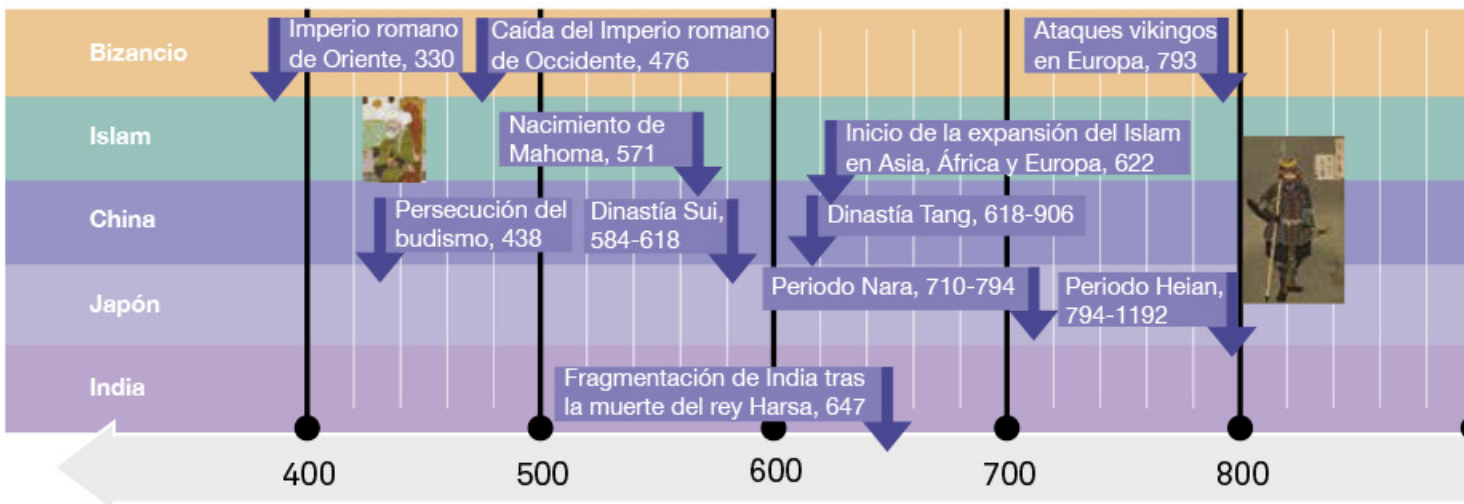 Bizancio
Imperio romano
de Oriente, 330
Caída del Imperio romano
de Occidente, 476
Ataques vikingos
en Europa, 793
Islam
Nacimiento de
Mahoma, 571
Inicio de la expansión del Islam
en Asia, África y Europa, 622
China
Persecución del
budismo, 438
Dinastía Sui,
584-618
Dinastía Tang, 618-906
Japón
Periodo Nara, 710-794
Periodo Heian,
794-1192
India
Fragmentación de India tras
la muerte del rey Harsa, 647
400
500
600
700
800